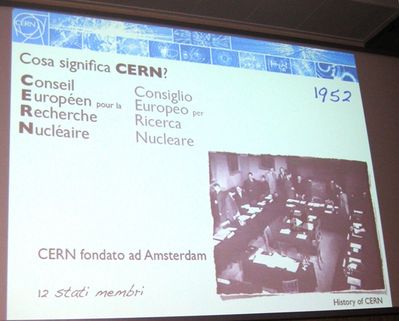 CERN
Cosa significa CERN?
1952
Conseil
Européen pour la
Recherche
Nucléaire
Consiglio
Europeo per
Ricerca
Nucleare
CERN fondato ad Amsterdam
12 stati membri
History of CERN